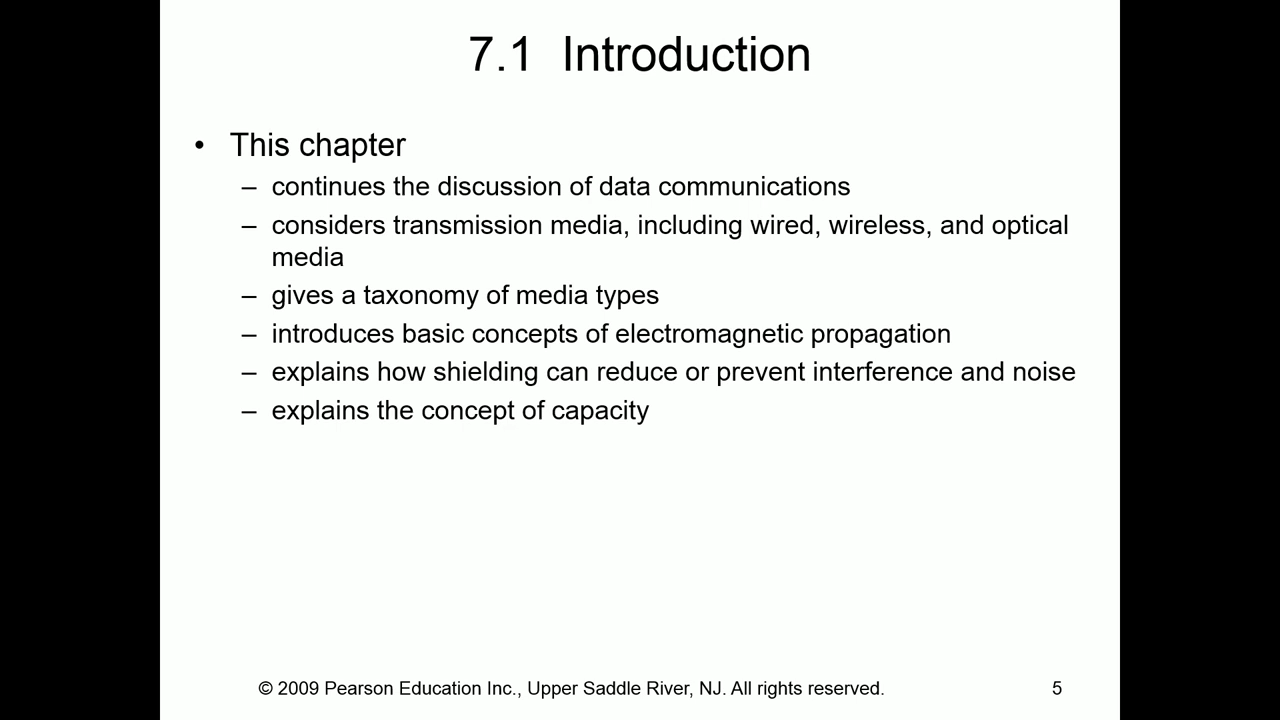 7.1 Introduction
• This chapter
– continues the discussion of data communications
– considers transmission media, including wired, wireless, and optical
media
– gives a taxonomy of media types
– introduces basic concepts of electromagnetic propagation
– explains how shielding can reduce or prevent interference and noise
– explains the concept of capacity
© 2009 Pearson Education Inc., Upper Saddle River, NJ. All rights reserved. 5